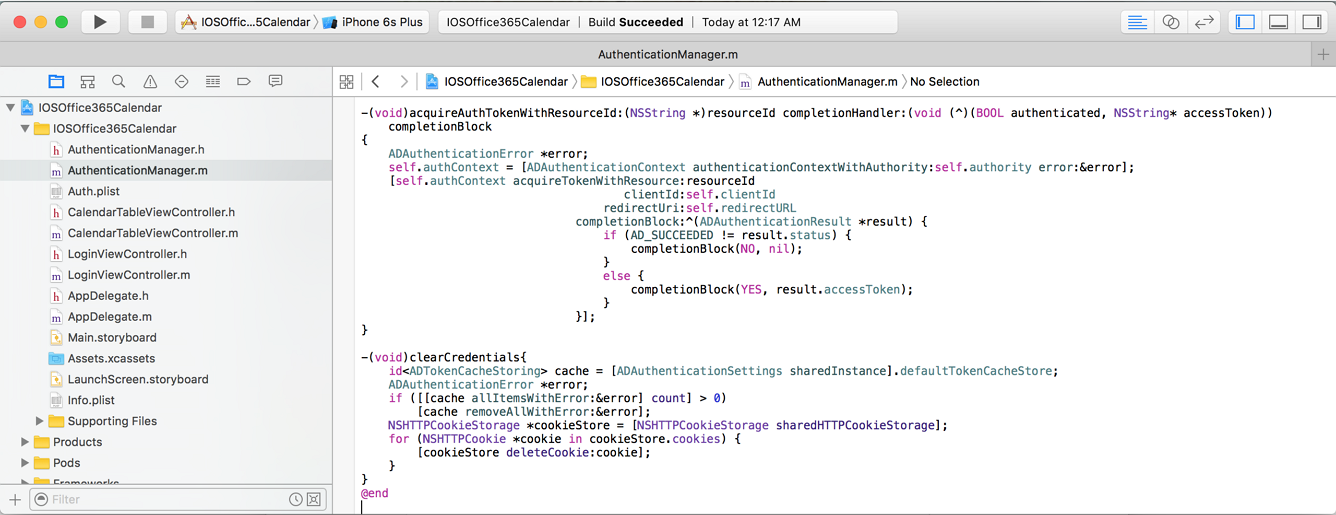 IOSOffic...5Calendar iPhone 6s Plus IOSOffice365Calendar | Build Succeeded | Today at 12:17 AM
AuthenticationManager.m
IOSOffice365Calendar IOSOffice365Calendar m AuthenticationManager.m No Selection
IOSOffice365Calendar
IOSOffice365Calendar
h AuthenticationManager.h
m AuthenticationManager.m
Auth.plist
h CalendarTableViewController.h
m CalendarTableViewController.m
h LoginViewController.h
m LoginViewController.m
h AppDelegate.h
m AppDelegate.m
Main.storyboard
Assets.xcassets
LaunchScreen.storyboard
Info.plist
Supporting Files
Products
Pods
Frameworks
Filter
-(void)acquireAuthTokenWithResourceId:(NSString *)resourceId completionHandler:(void (^)(BOOL authenticated, NSString* accessToken))
completionBlock
{
ADAuthenticationError *error;
self.authContext = [ADAuthenticationContext authenticationContextWithAuthority:self.authority error:&error];
[self.authContext acquireTokenWithResource:resourceId
clientId:self.clientId
redirectUri:self.redirectURL
completionBlock:^(ADAuthenticationResult *result) {
if (AD_SUCCEEDED != result.status) {
completionBlock(NO, nil);
}
else {
completionBlock(YES, result.accessToken);
}
}];
}
-(void)clearCredentials{
id<ADTokenCacheStoring> cache = [ADAuthenticationSettings sharedInstance].defaultTokenCacheStore;
ADAuthenticationError *error;
if ([[cache allItemsWithError:&error] count] > 0)
[cache removeAllWithError:&error];
NSHTTPCookieStorage *cookieStore = [NSHTTPCookieStorage sharedHTTPCookieStorage];
for (NSHTTPCookie *cookie in cookieStore.cookies) {
[cookieStore deleteCookie:cookie];
}
}
@end